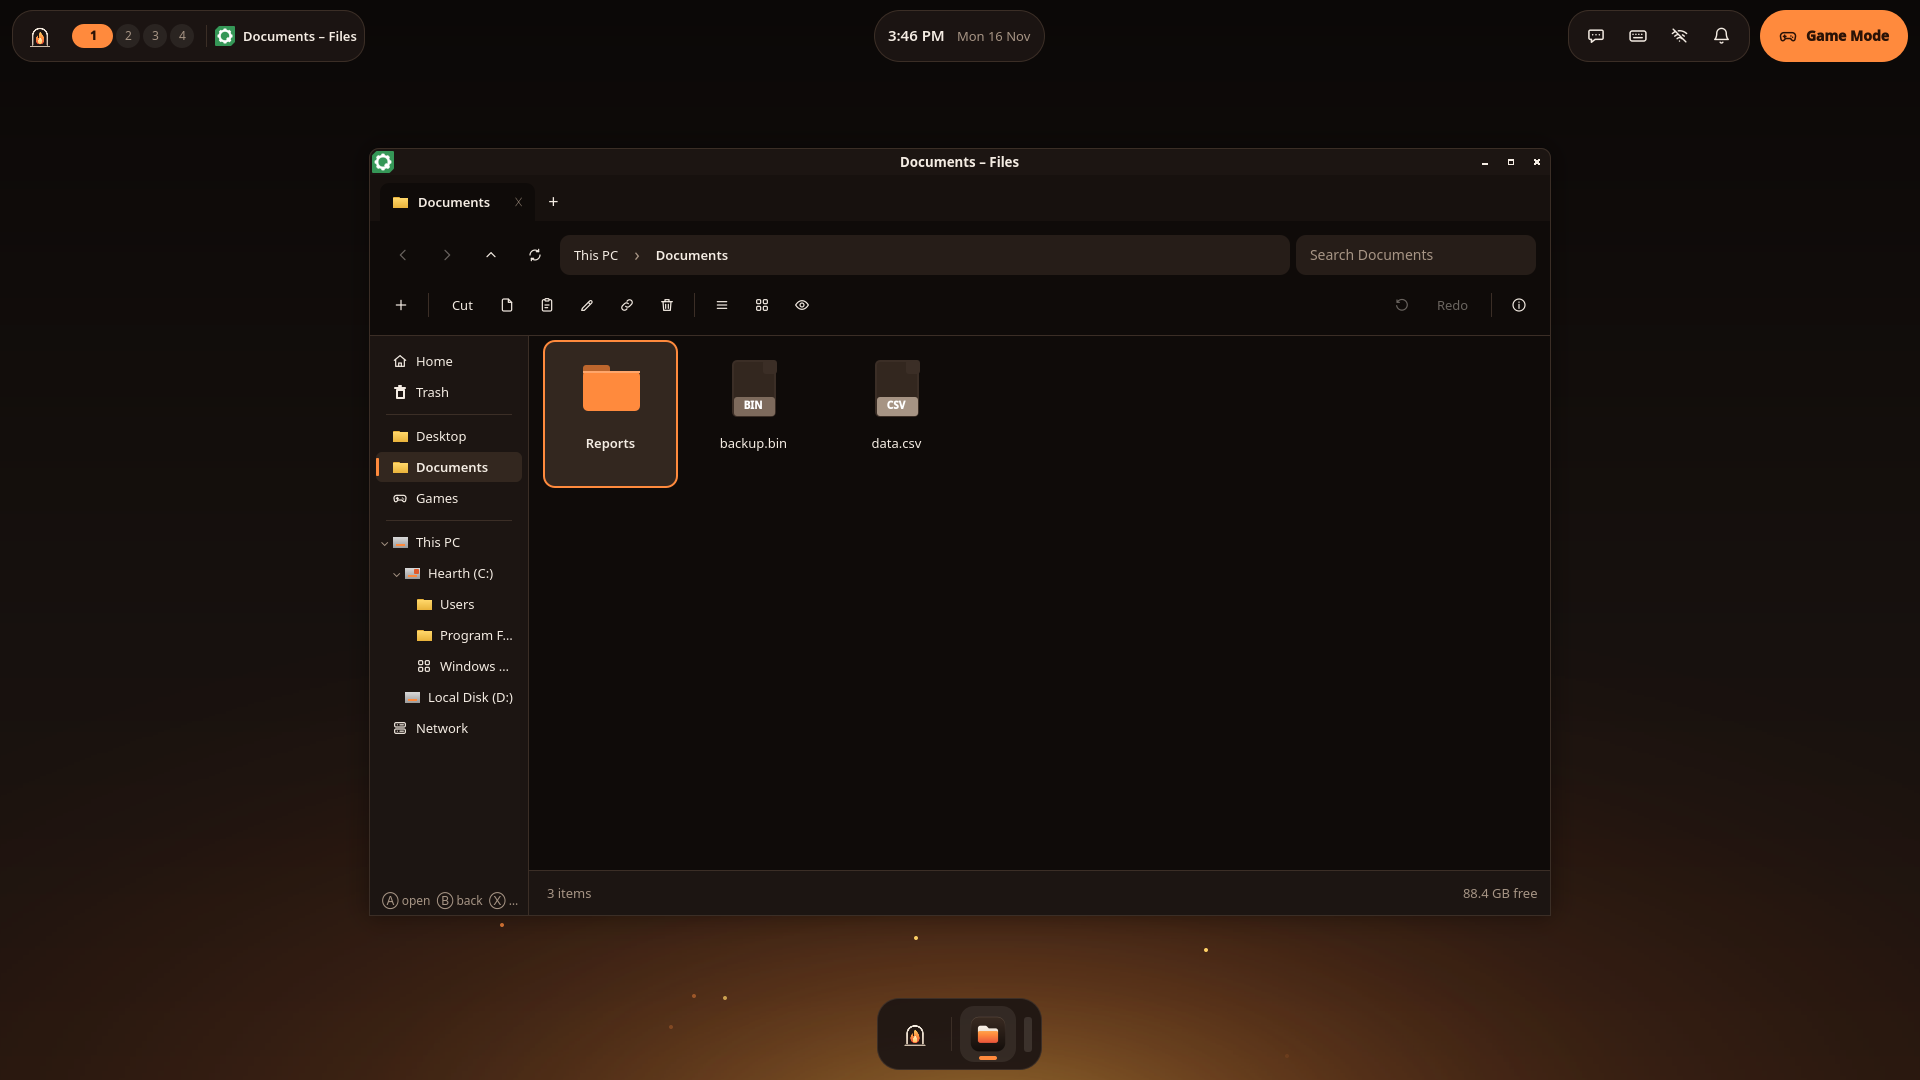 1 2 3 4 Documents – Files
3:46 PM Mon 16 Nov
Game Mode
Documents – Files
Documents X +
This PC › Documents
Search Documents
Cut
Redo
Home
Trash
Desktop
Documents
Games
This PC
Hearth (C:)
Users
Program F...
Windows ...
Local Disk (D:)
Network
A open B back X ...
Reports
BIN
backup.bin
CSV
data.csv
3 items
88.4 GB free